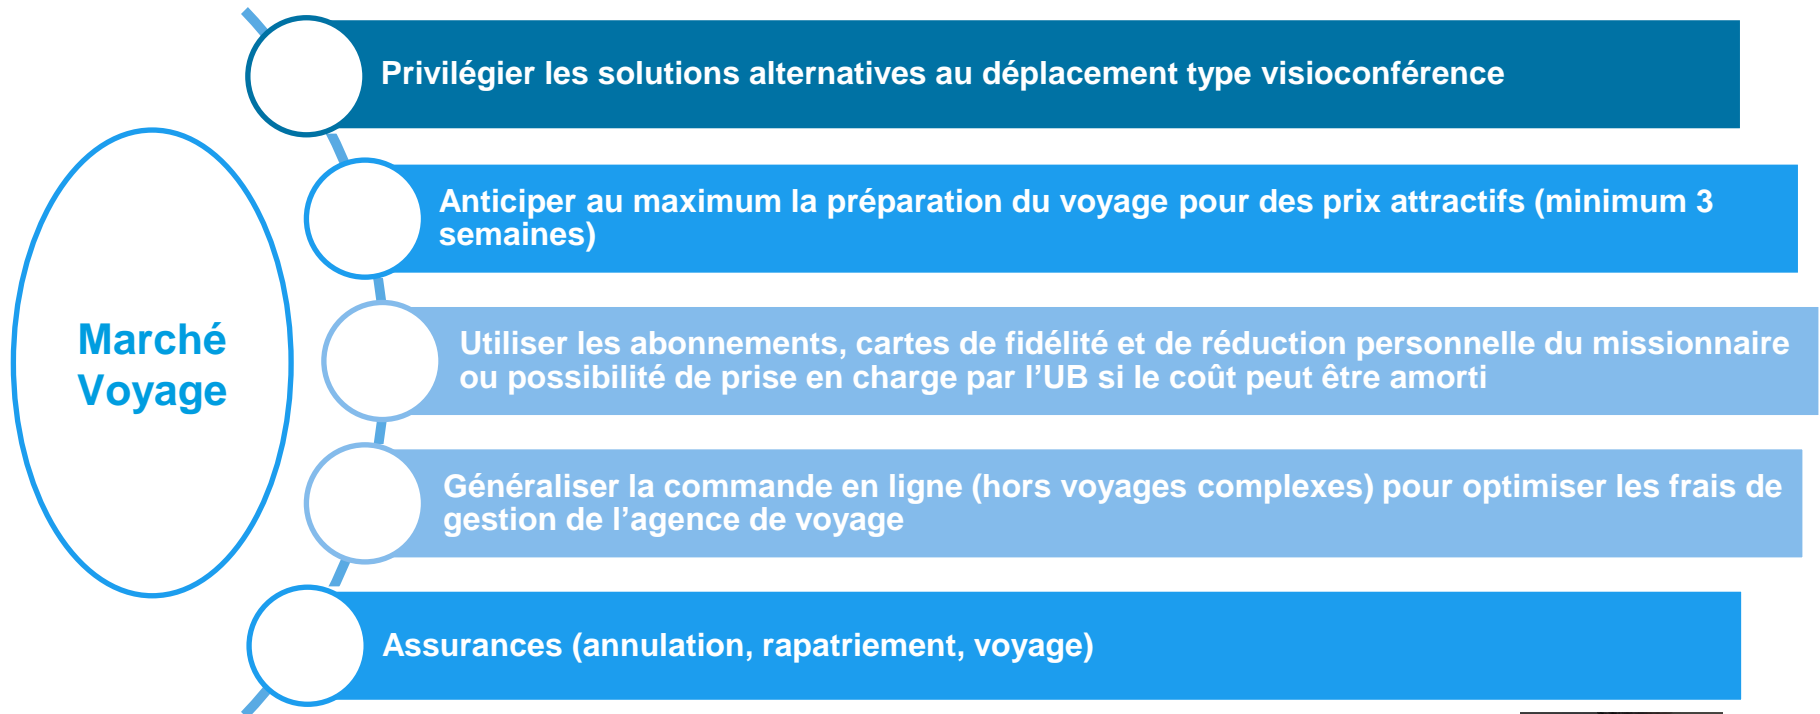 Privilégier les solutions alternatives au déplacement type visioconférence
Anticiper au maximum la préparation du voyage pour des prix attractifs (minimum 3
semaines)
Marché
Voyage
Utiliser les abonnements, cartes de fidélité et de réduction personnelle du missionnaire
ou possibilité de prise en charge par l’UB si le coût peut être amorti
Généraliser la commande en ligne (hors voyages complexes) pour optimiser les frais de
gestion de l’agence de voyage
Assurances (annulation, rapatriement, voyage)